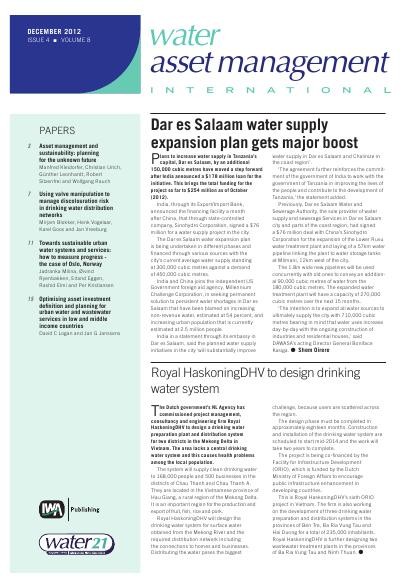 DECEMBER 2012
ISSUE 4 ■ VOLUME 8
water
asset management
INTERNATIONAL
PAPERS
2 Asset management and
sustainability: planning
for the unknown future
Manfred Kleidorfer, Christian Urich,
Günther Leonhardt, Robert
Sitzenfrei and Wolfgang Rauch
7 Using valve manipulation to
manage discolouration risk
in drinking water distribution
networks
Mirjam Blokker, Henk Vogelaar,
Karel Goos and Jan Vreeburg
11 Towards sustainable urban
water systems and services:
how to measure progress -
the case of Oslo, Norway
Jadranka Milina, Øivind
Ryenbakken, Erland Eggen,
Rashid Elmi and Per Kristiansen
19 Optimising asset investment
definition and planning for
urban water and wastewater
services in low and middle
income countries
David C Logan and Jan G Janssens
IWA Publishing
water21
Dar es Salaam water supply
expansion plan gets major boost
Plans to increase water supply in Tanzania's
capital, Dar es Salaam, by an additional
150,000 cubic metres have moved a step forward
after India announced a $178 million loan for the
initiative. This brings the total funding for the
project so far to $254 million as of October
(2012).
India, through its Export/Import Bank,
announced the financing facility a month
after China, that through state-controlled
company, Sinohydro Corporation, signed a $76
million for a water supply project in the city.
The Dar es Salaam water expansion plan
is being undertaken in different phases and
financed through various sources with the
city's current average water supply standing
at 300,000 cubic metres against a demand of
450,000 cubic metres.
India and China joined the independent US
Government foreign aid agency, Millennium
Challenge Corporation, in seeking permanent
solution to persistent water shortages in Dar es
Salaam that have been blamed on increasing
non-revenue water, estimated at 54 percent, and
increasing urban population that is currently
estimated at 2.5 million people.
India in a statement through its embassy in
Dar es Salaam, said the planned water supply
initiatives in the city 'will substantially improve
water supply in Dar es Salaam and Chalinze in
the coast region'.
'The agreement further reinforces the commit-
ment of the government of India to work with the
government of Tanzania in improving the lives of
the people and contribute to the development of
Tanzania,' the statement added.
Previously, Dar es Salaam Water and
Sewerage Authority, the sole provider of water
supply and sewerage services in Dar es Salaam
city and parts of the coast region, had signed
a $76 million deal with China's Sinohydro
Corporation for the expansion of the Lower Ruvu
water treatment plant and laying of a 57km water
pipeline linking the plant to water storage tanks
at Mlimani, 12km west of the city.
The 1.8m wide new pipelines will be used
concurrently with old ones to convey an addition-
al 90,000 cubic metres of water from the
180,000 cubic metres. The expanded water
treatment plant will have a capacity of 270,000
cubic metres over the next 15 months.
'The intention is to expand all water sources to
ultimately supply the city with 710,000 cubic
metres bearing in mind that water uses increase
day-by-day with the ongoing construction of
industries and residential houses,' said
DAWASA's acting Director General Boniface
Kasiga. ● Shem Oirere
Royal HaskoningDHV to design drinking
water system
The Dutch government's NL Agency has
commissioned project management,
consultancy and engineering firm Royal
HaskoningDHV to design a drinking water
preparation plant and distribution system
for two districts in the Mekong Delta in
Vietnam. The area lacks a central drinking
water system and this causes health problems
among the local population.
The system will supply clean drinking water
to 168,000 people and 500 businesses in the
districts of Chau Thanh and Chau Thanh A.
They are located in the Vietnamese province of
Hau Giang, a rural region of the Mekong Delta.
It is an important region for the production and
export of fruit, fish, rice and pork.
Royal HaskoningDHV will design the
drinking water system for surface water
obtained from the Mekong River and the
required distribution network including
the connections to homes and businesses.
Distributing the water poses the biggest
challenge, because users are scattered across
the region.
The design phase must be completed in
approximately eighteen months. Construction
and installation of the drinking water system are
scheduled to start mid-2014 and the work will
take two years to complete.
The project is being co-financed by the
Facility for Infrastructure Development
(ORIO), which is funded by the Dutch
Ministry of Foreign Affairs to encourage
public infrastructure enhancement in
developing countries.
This is Royal HaskoningDHV's sixth ORIO
project in Vietnam. The firm is also working
on the development of three drinking water
preparation and distribution systems in the
provinces of Ben Tre, Ba Ria Vung Tau and
Hai Duong for a total of 235,000 people. Royal
HaskoningDHV is further designing two
wastewater treatment plants in the provinces
of Ba Ria Vung Tau and Ninh Thuan. ●